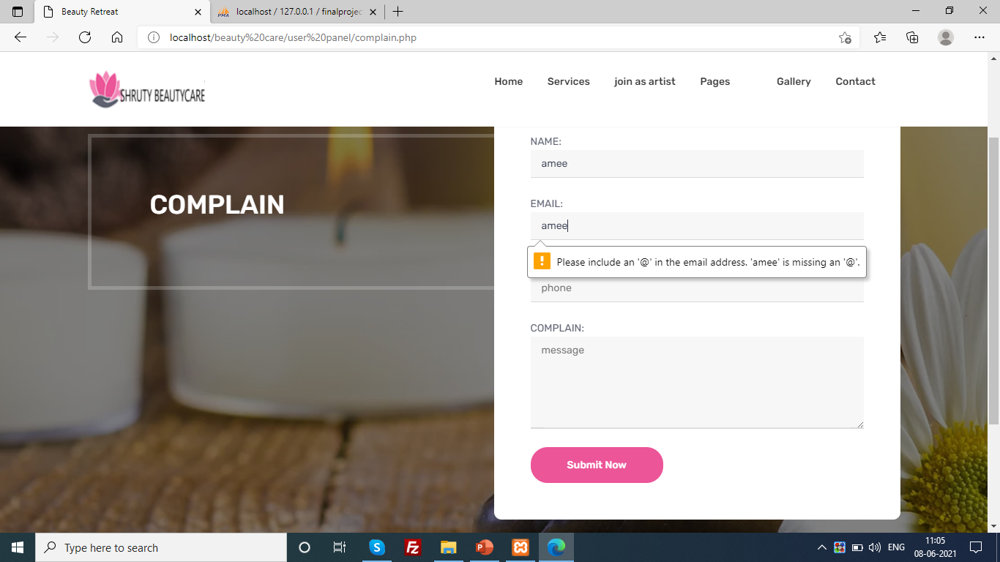 Beauty Retreat
localhost / 127.0.0.1 / finalprojec
localhost/beauty%20care/user%20panel/complain.php
SHRUTY BEAUTYCARE
Home Services join as artist Pages Gallery Contact
COMPLAIN
NAME:
amee
EMAIL:
amee
Please include an '@' in the email address. 'amee' is missing an '@'.
phone
COMPLAIN:
message
Submit Now
Type here to search
ENG
11:05
08-06-2021